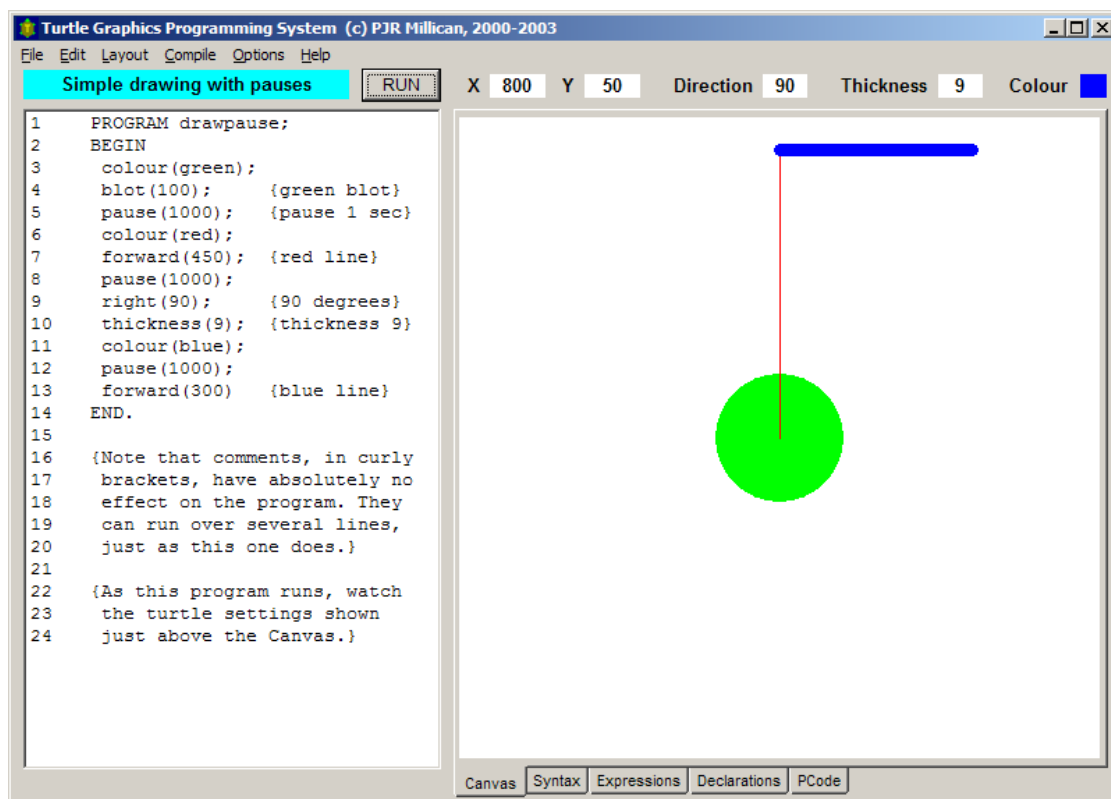 Turtle Graphics Programming System (c) PJR Millican, 2000-2003
File Edit Layout Compile Options Help
Simple drawing with pauses RUN X 800 Y 50 Direction 90 Thickness 9 Colour
1 PROGRAM drawpause;
2 BEGIN
3 colour(green);
4 blot(100); {green blot}
5 pause(1000); {pause 1 sec}
6 colour(red);
7 forward(450); {red line}
8 pause(1000);
9 right(90); {90 degrees}
10 thickness(9); {thickness 9}
11 colour(blue);
12 pause(1000);
13 forward(300) {blue line}
14 END.
15
16 {Note that comments, in curly
17 brackets, have absolutely no
18 effect on the program. They
19 can run over several lines,
20 just as this one does.}
21
22 {As this program runs, watch
23 the turtle settings shown
24 just above the Canvas.}
Canvas Syntax Expressions Declarations PCode